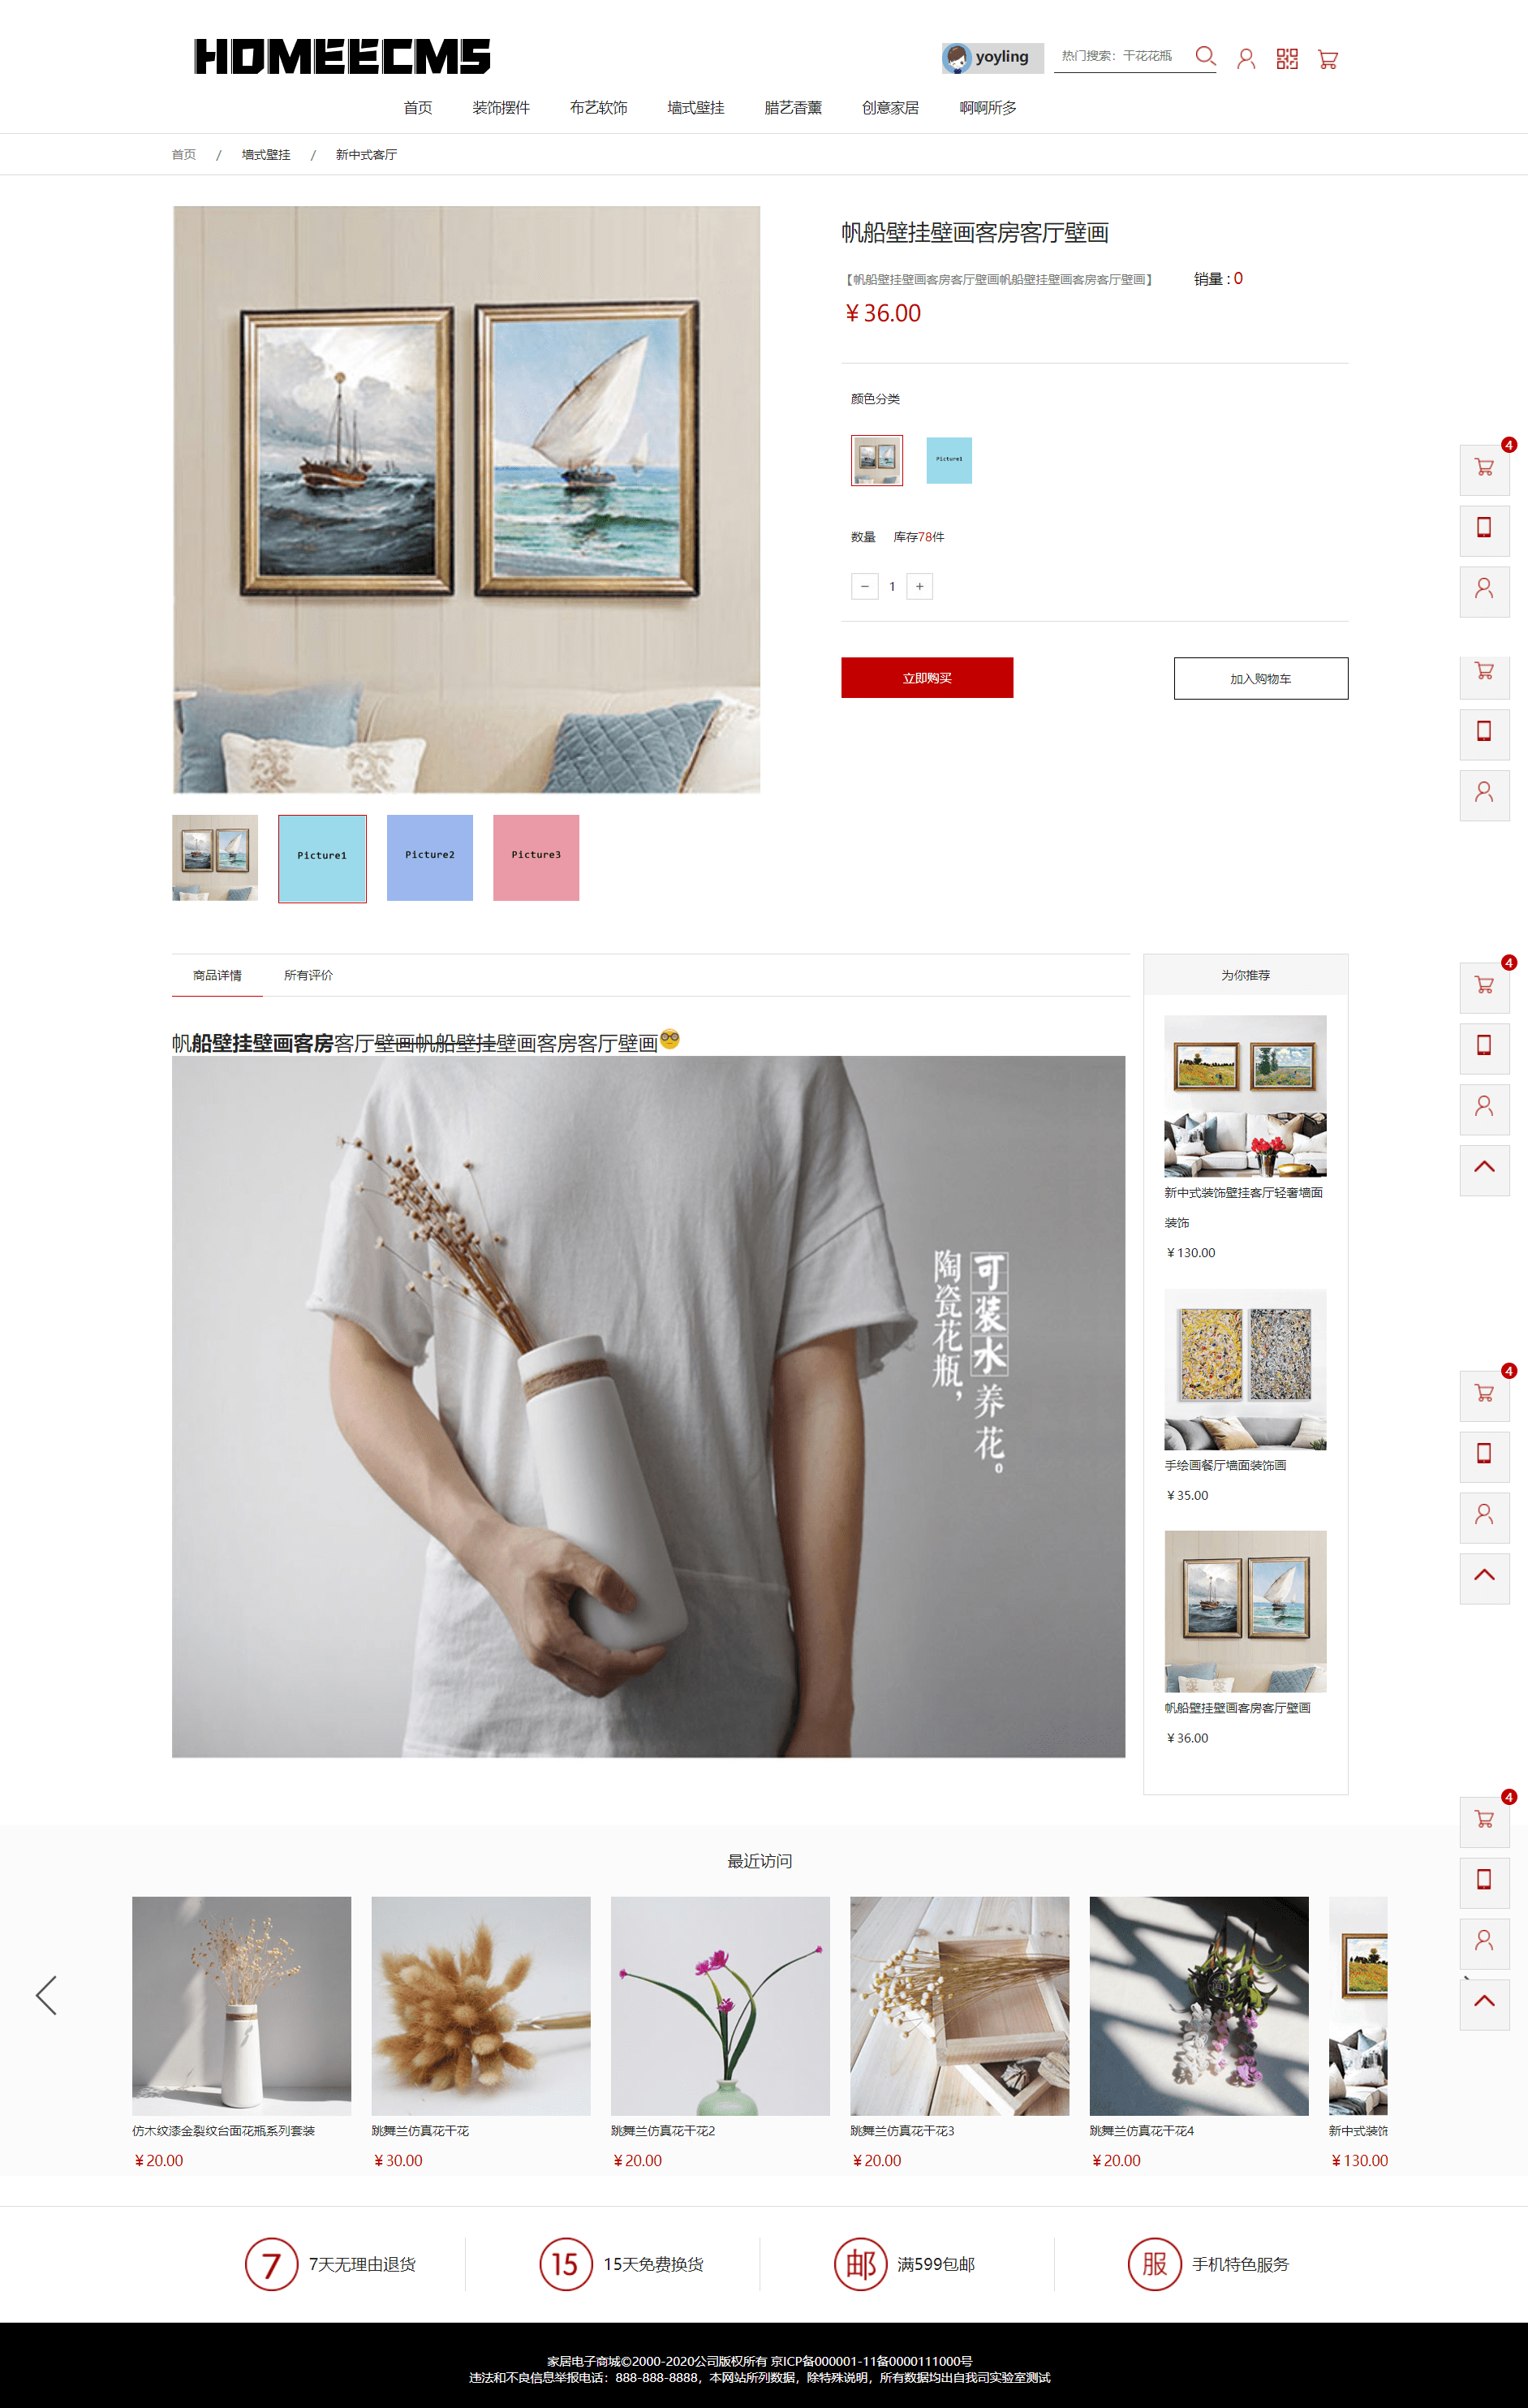 HOMEECMS
yoyling
热门搜索：干花花瓶
首页 装饰摆件 布艺软饰 墙式壁挂 腊艺香薰 创意家居 啊啊所多
首页 / 墙式壁挂 / 新中式客厅
帆船壁挂壁画客房客厅壁画
【帆船壁挂壁画客房客厅壁画帆船壁挂壁画客房客厅壁画】 销量 : 0
¥ 36.00
颜色分类
Picture1
数量 库存78件
− 1 +
立即购买 加入购物车
4
Picture1 Picture2 Picture3
商品详情 所有评价
帆船壁挂壁画客房客厅壁画帆船壁挂壁画客房客厅壁画
可装水养花。
陶瓷花瓶，
为你推荐
4
新中式装饰壁挂客厅轻奢墙面
装饰
¥ 130.00
4
手绘画餐厅墙面装饰画
¥ 35.00
帆船壁挂壁画客房客厅壁画
¥ 36.00
4
最近访问
仿木纹漆金裂纹台面花瓶系列套装
¥ 20.00
跳舞兰仿真花干花
¥ 30.00
跳舞兰仿真花干花2
¥ 20.00
跳舞兰仿真花干花3
¥ 20.00
跳舞兰仿真花干花4
¥ 20.00
新中式装饰
¥ 130.00
7 7天无理由退货
15 15天免费换货
邮 满599包邮
服 手机特色服务
家居电子商城©2000-2020公司版权所有 京ICP备000001-11备0000111000号
违法和不良信息举报电话：888-888-8888，本网站所列数据，除特殊说明，所有数据均出自我司实验室测试